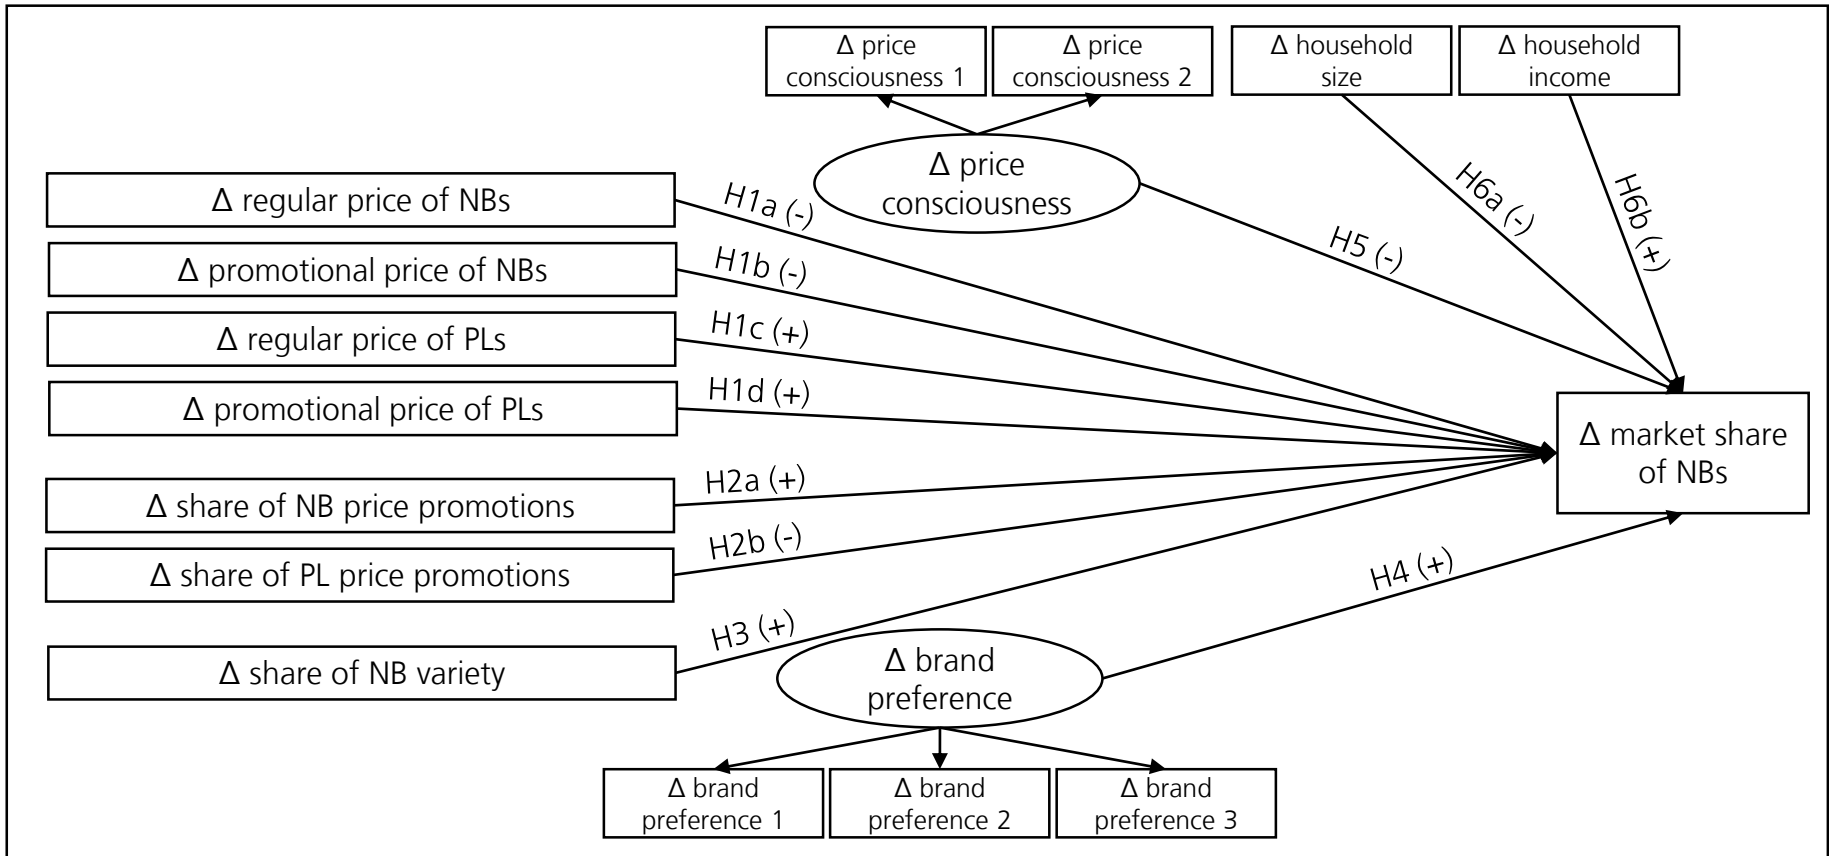 Δ price
consciousness 1
Δ price
consciousness 2
Δ household
size
Δ household
income
Δ price
consciousness
Δ regular price of NBs
H1a (-)
Δ promotional price of NBs
H1b (-)
Δ regular price of PLs
H1c (+)
Δ promotional price of PLs
H1d (+)
H5 (-)
H6a (-)
H6b (+)
Δ market share
of NBs
Δ share of NB price promotions
H2a (+)
Δ share of PL price promotions
H2b (-)
Δ share of NB variety
H3 (+)
H4 (+)
Δ brand
preference
Δ brand
preference 1
Δ brand
preference 2
Δ brand
preference 3